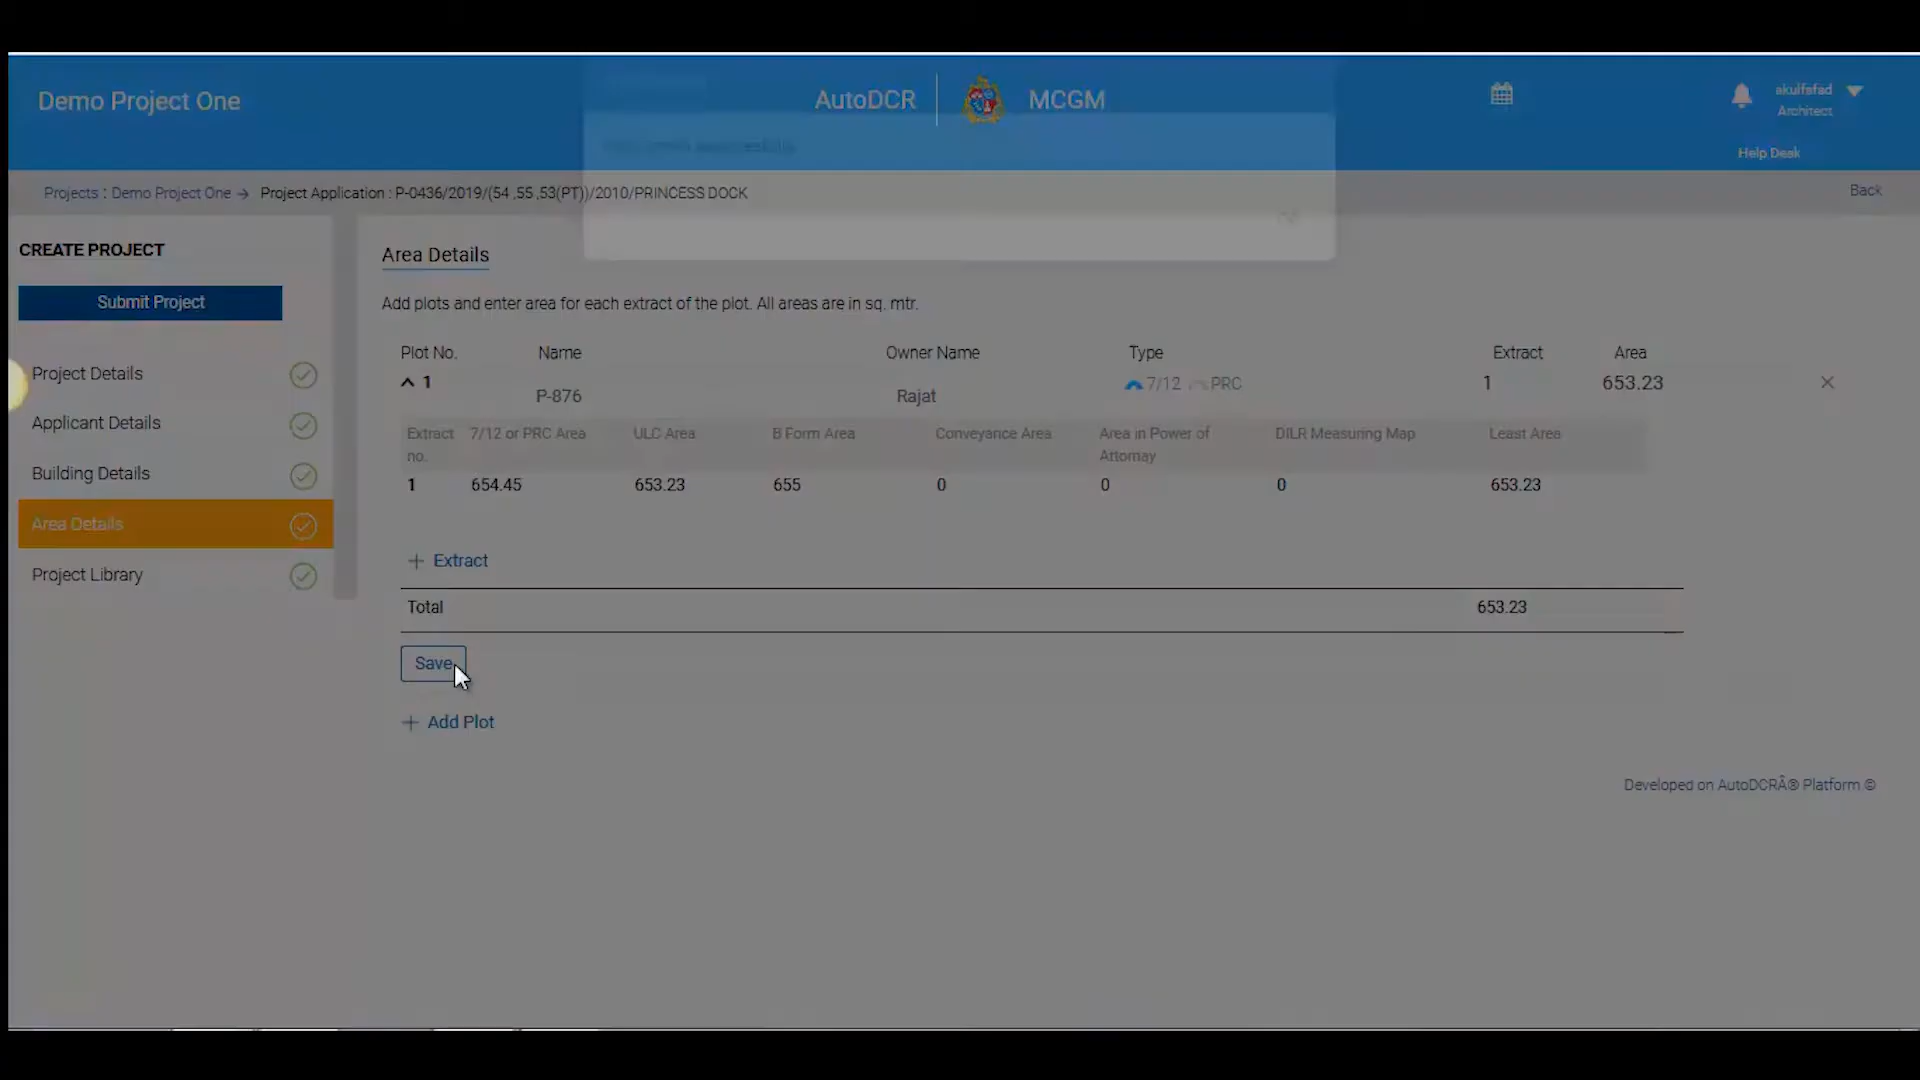 Demo Project One
AutoDCR
MCGM
akulfsfad
Architect
Help Desk
Projects : Demo Project One → Project Application : P-0436/2019/(54 ,55 ,53(PT))/2010/PRINCESS DOCK
Back
CREATE PROJECT
Submit Project
Project Details
Applicant Details
Building Details
Area Details
Project Library
Area Details
Add plots and enter area for each extract of the plot. All areas are in sq. mtr.
Plot No. Name Owner Name Type Extract Area
1 P-876 Rajat 7/12 PRC 1 653.23
Extract no. 7/12 or PRC Area ULC Area B Form Area Conveyance Area Area in Power of Attornay DILR Measuring Map Least Area
1 654.45 653.23 655 0 0 0 653.23
+ Extract
Total 653.23
Save
+ Add Plot
Developed on AutoDCRÂ® Platform ©